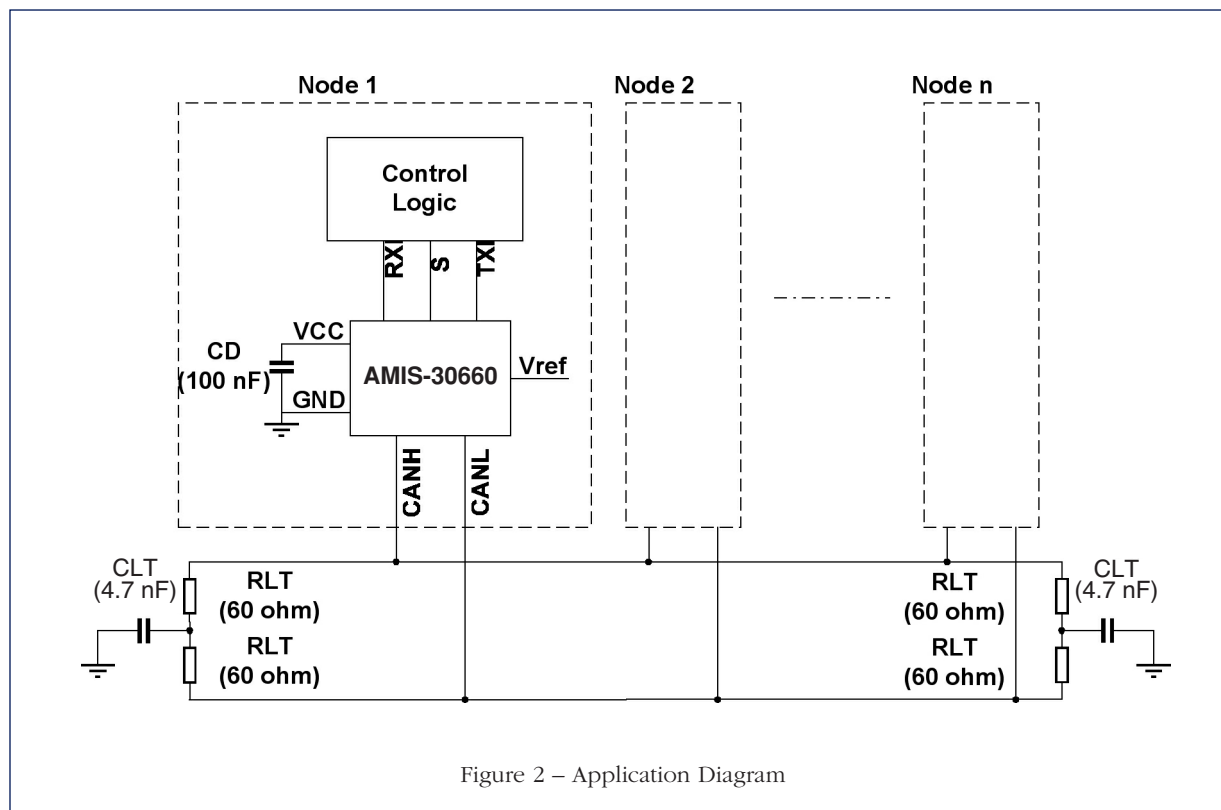 Node 1
Node 2
Node n
Control
Logic
RXD
S
TXD
VCC
CD
(100 nF)
GND
AMIS-30660
Vref
CANH
CANL
CLT
(4.7 nF)
RLT
(60 ohm)
RLT
(60 ohm)
RLT
(60 ohm)
RLT
(60 ohm)
CLT
(4.7 nF)
Figure 2 – Application Diagram